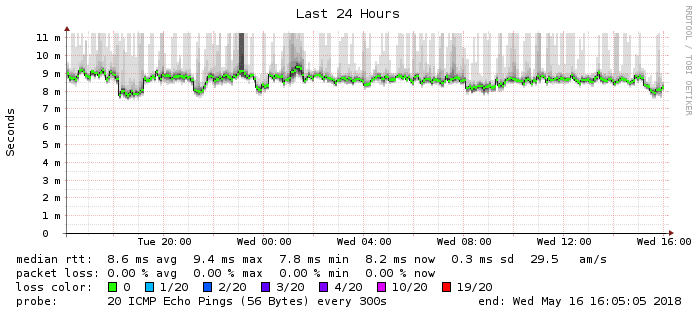 Last 24 Hours
RRDTOOL / TOBI OETIKER
Seconds
11 m
10 m
9 m
8 m
7 m
6 m
5 m
4 m
3 m
2 m
1 m
0
Tue 20:00 Wed 00:00 Wed 04:00 Wed 08:00 Wed 12:00 Wed 16:00
median rtt: 8.6 ms avg 9.4 ms max 7.8 ms min 8.2 ms now 0.3 ms sd 29.5 am/s
packet loss: 0.00 % avg 0.00 % max 0.00 % min 0.00 % now
loss color: 0 1/20 2/20 3/20 4/20 10/20 19/20
probe: 20 ICMP Echo Pings (56 Bytes) every 300s end: Wed May 16 16:05:05 2018